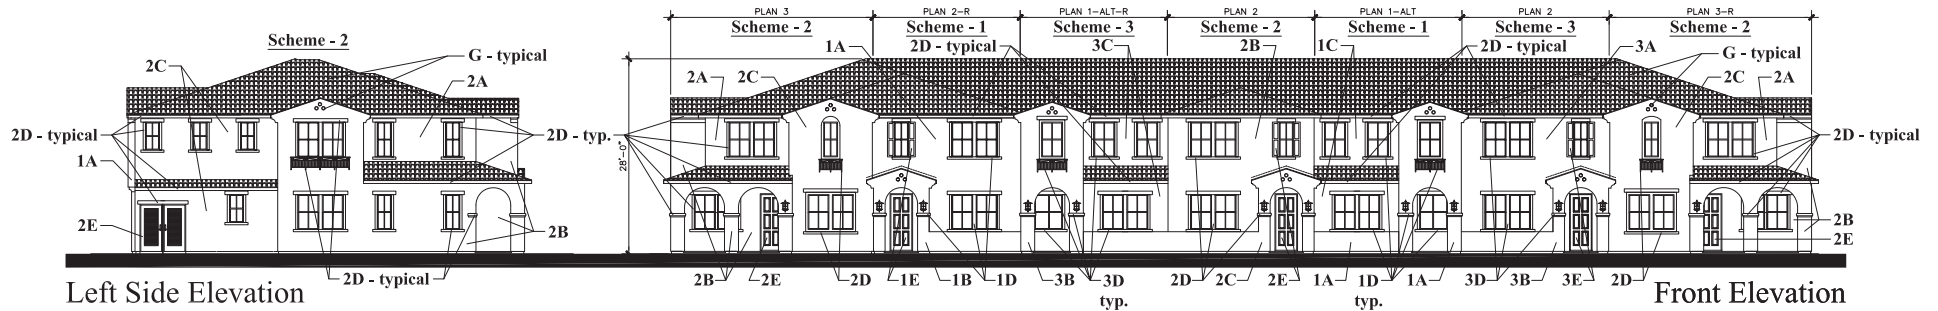 PLAN 3 PLAN 2-R PLAN 1-ALT-R PLAN 2 PLAN 1-ALT PLAN 2 PLAN 3-R
Scheme - 2 Scheme - 1 Scheme - 3 Scheme - 2 Scheme - 1 Scheme - 3 Scheme - 2
Scheme - 2
1A 2D - typical 3C 2B 1C 2D - typical 3A
G - typical
G - typical
2C
2A
2A 2C
2C 2A
2D - typical
2D - typ.
2D - typical
28'-0"
1A
2E
2B
2B
2E
2D - typical
2B 2E 2D 1E 1B 1D 3B 3D 2D 2C 2E 1A 1D 1A 3D 3B 3E 2D
typ. typ.
Left Side Elevation
Front Elevation